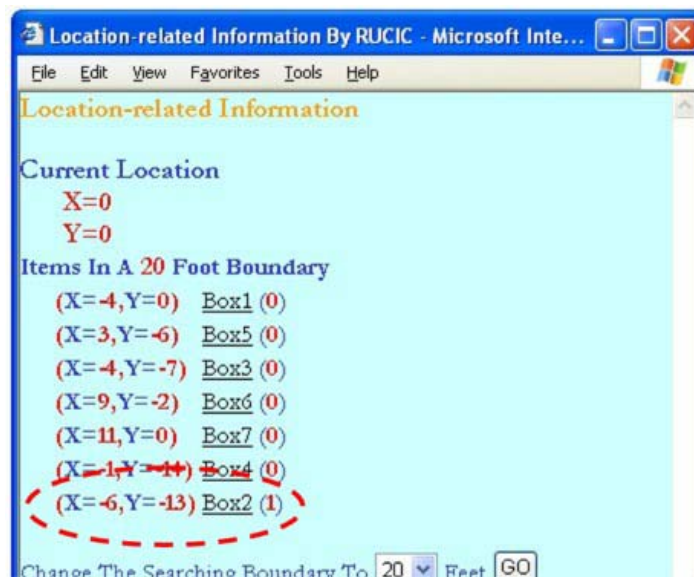 Location-related Information By RUCIC - Microsoft Inte...
File Edit View Favorites Tools Help
Location-related Information
Current Location
X=0
Y=0
Items In A 20 Foot Boundary
(X=-4,Y=0) Box1 (0)
(X=3,Y=-6) Box5 (0)
(X=-4,Y=-7) Box3 (0)
(X=9,Y=-2) Box6 (0)
(X=11,Y=0) Box7 (0)
(X=-1,Y=-11) Box4 (0)
(X=-6,Y=-13) Box2 (1)
Change The Searching Boundary To 20 Feet GO